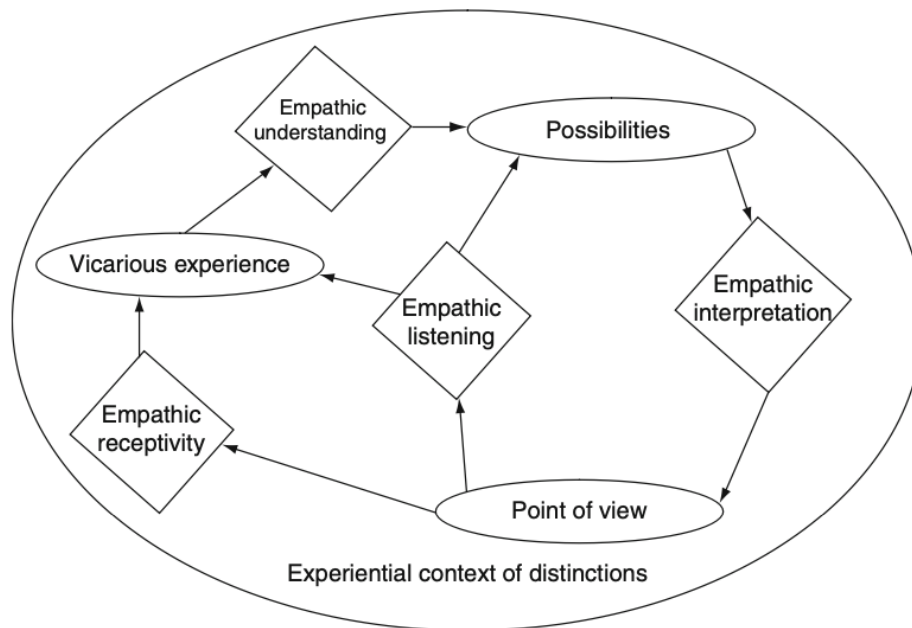 Empathic
understanding
Possibilities
Vicarious experience
Empathic
listening
Empathic
interpretation
Empathic
receptivity
Point of view
Experiential context of distinctions